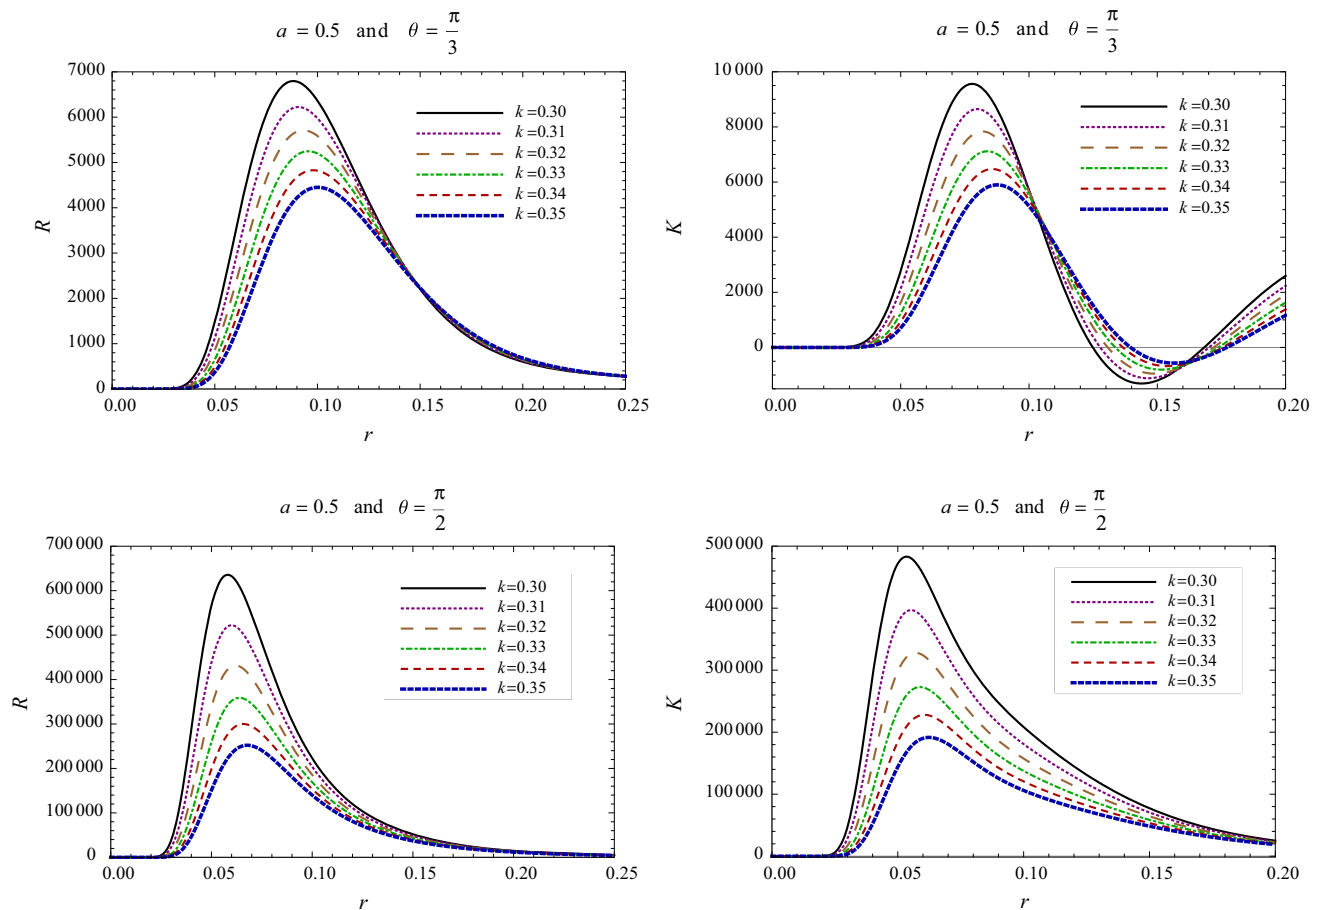 a = 0.5 and θ = π/3
R
7000
6000
5000
4000
3000
2000
1000
0
k=0.30
k=0.31
k=0.32
k=0.33
k=0.34
k=0.35
0.00 0.05 0.10 0.15 0.20 0.25
r
a = 0.5 and θ = π/3
K
10 000
8000
6000
4000
2000
0
k=0.30
k=0.31
k=0.32
k=0.33
k=0.34
k=0.35
0.00 0.05 0.10 0.15 0.20
r
a = 0.5 and θ = π/2
R
700 000
600 000
500 000
400 000
300 000
200 000
100 000
0
k=0.30
k=0.31
k=0.32
k=0.33
k=0.34
k=0.35
0.00 0.05 0.10 0.15 0.20 0.25
r
a = 0.5 and θ = π/2
K
500 000
400 000
300 000
200 000
100 000
0
k=0.30
k=0.31
k=0.32
k=0.33
k=0.34
k=0.35
0.00 0.05 0.10 0.15 0.20
r